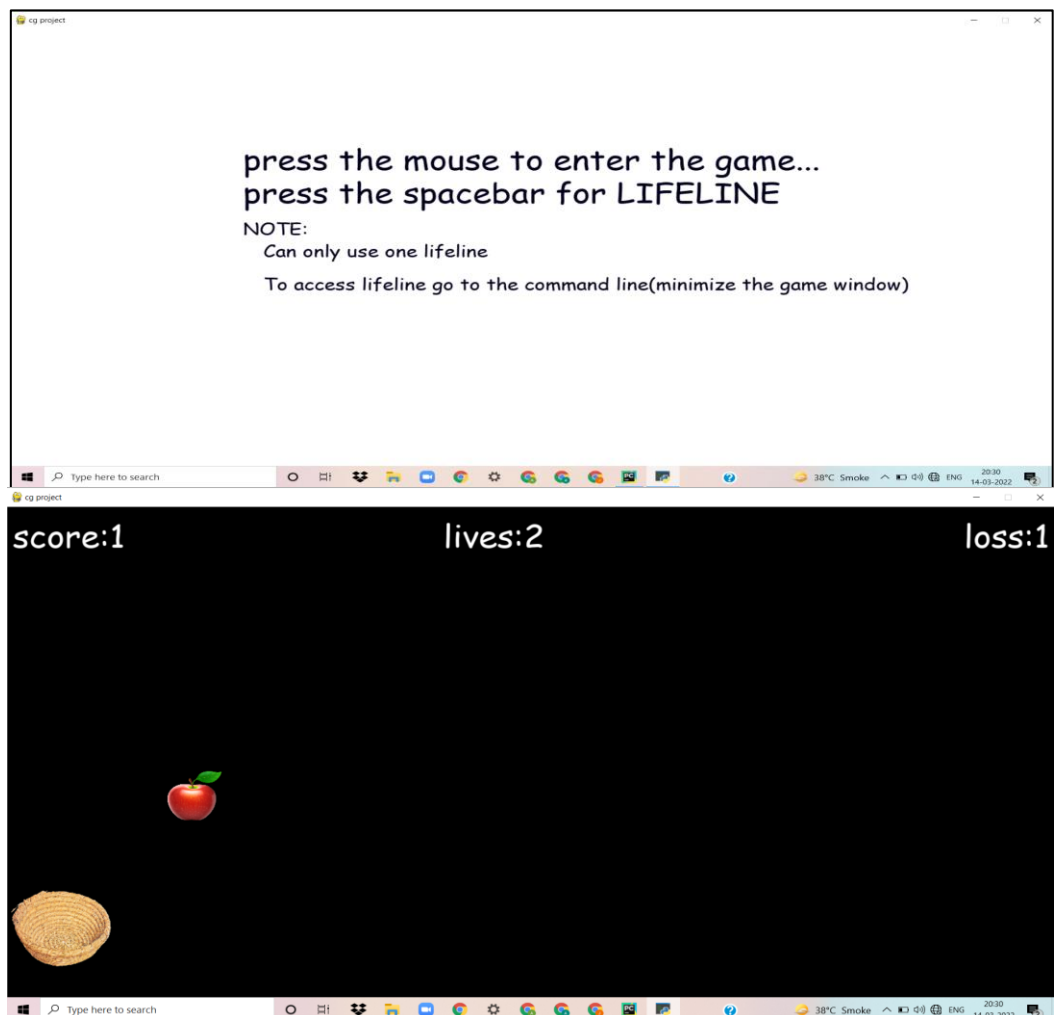 cg project
press the mouse to enter the game...
press the spacebar for LIFELINE
NOTE:
Can only use one lifeline
To access lifeline go to the command line(minimize the game window)
Type here to search
38°C Smoke ENG 20:30
14-03-2022
cg project
score:1 lives:2 loss:1
Type here to search
38°C Smoke ENG 20:30